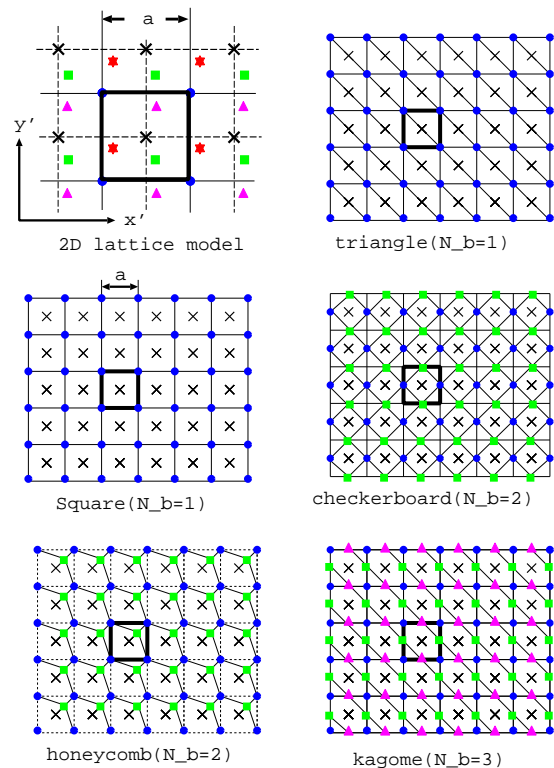 a
y'
x'
2D lattice model
triangle(N_b=1)
a
Square(N_b=1)
checkerboard(N_b=2)
honeycomb(N_b=2)
kagome(N_b=3)